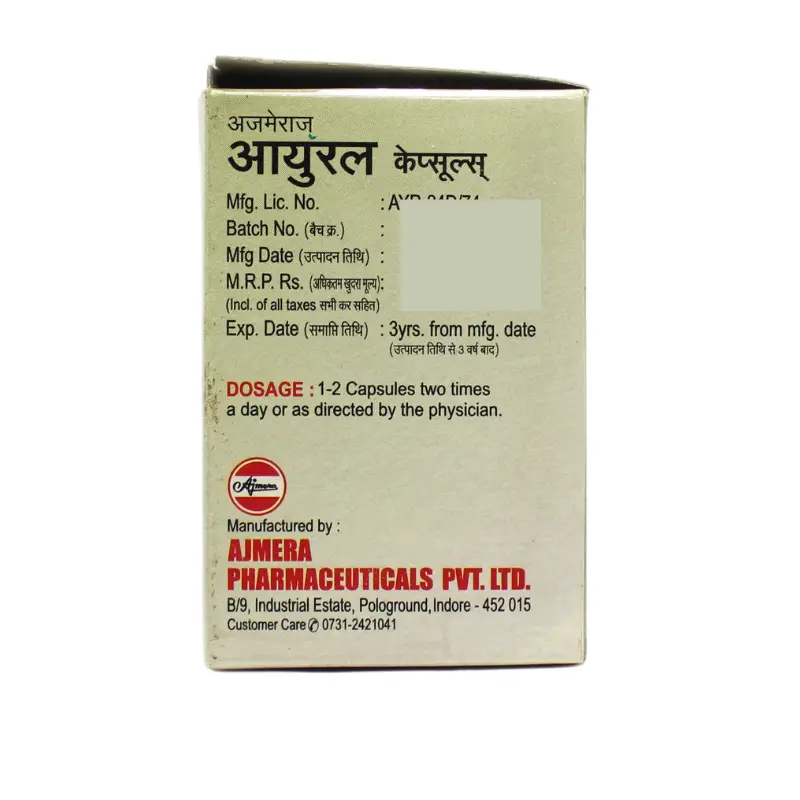 अजमेराज्
आयुरल केप्सूल्स्
Mfg. Lic. No. :
Batch No. (बैच क्र.) :
Mfg Date (उत्पादन तिथि) :
M.R.P. Rs. (अधिकतम खुदरा मूल्य):
(Incl. of all taxes सभी कर सहित)
Exp. Date (समाप्ति तिथि) : 3yrs. from mfg. date
(उत्पादन तिथि से 3 वर्ष बाद)
DOSAGE : 1-2 Capsules two times
a day or as directed by the physician.
Ajmera
Manufactured by :
AJMERA
PHARMACEUTICALS PVT. LTD.
B/9, Industrial Estate, Pologround, Indore - 452 015
Customer Care ✆ 0731-2421041